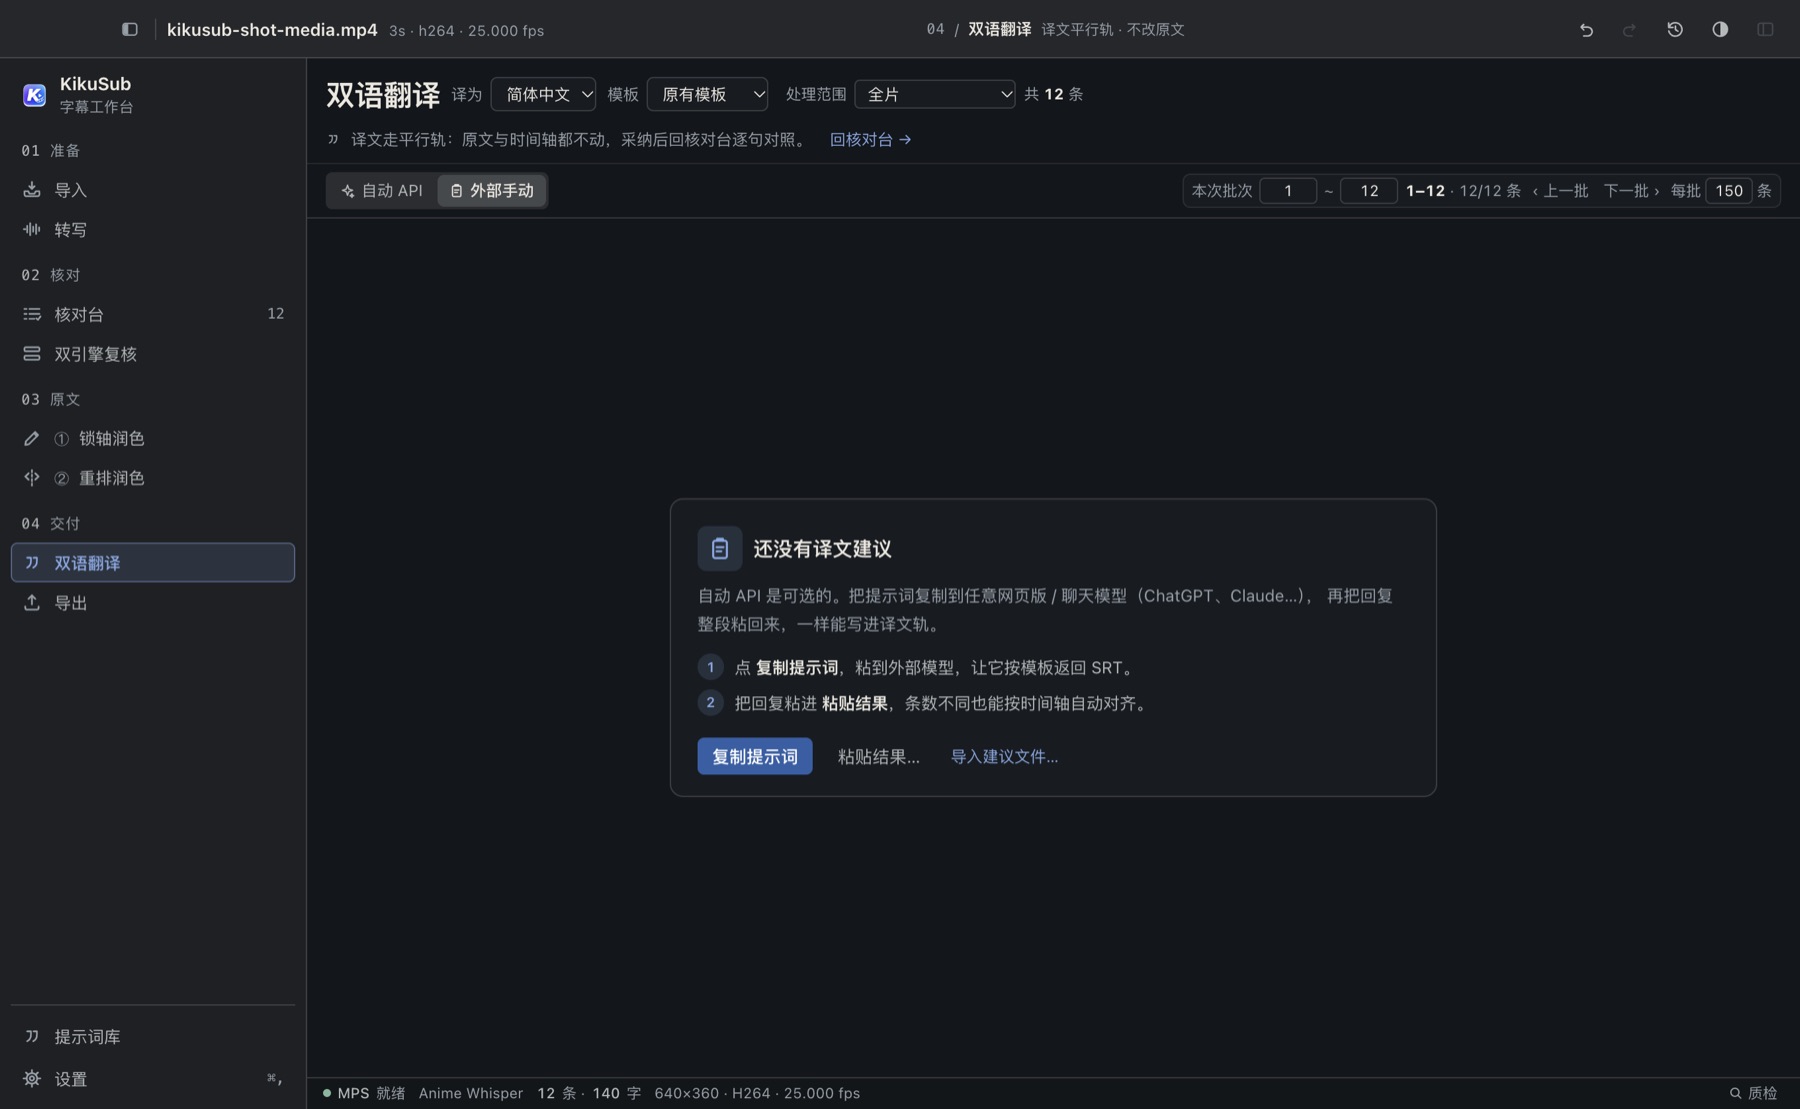 kikusub-shot-media.mp4 3s · h264 · 25.000 fps
04 / 双语翻译 译文平行轨 · 不改原文
KikuSub
字幕工作台
01 准备
导入
转写
02 核对
核对台 12
双引擎复核
03 原文
① 锁轴润色
② 重排润色
04 交付
双语翻译
导出
提示词库
设置 ⌘,
双语翻译 译为 简体中文 模板 原有模板 处理范围 全片 共 12 条
译文走平行轨：原文与时间轴都不动，采纳后回核对台逐句对照。 回核对台 →
自动 API 外部手动
本次批次 1 ~ 12 1–12 · 12/12 条 ‹ 上一批 下一批 › 每批 150 条
还没有译文建议
自动 API 是可选的。把提示词复制到任意网页版 / 聊天模型（ChatGPT、Claude…）， 再把回复
整段粘回来，一样能写进译文轨。
1 点 复制提示词，粘到外部模型，让它按模板返回 SRT。
2 把回复粘进 粘贴结果，条数不同也能按时间轴自动对齐。
复制提示词 粘贴结果… 导入建议文件…
MPS 就绪 Anime Whisper 12 条 · 140 字 640×360 · H264 · 25.000 fps
质检